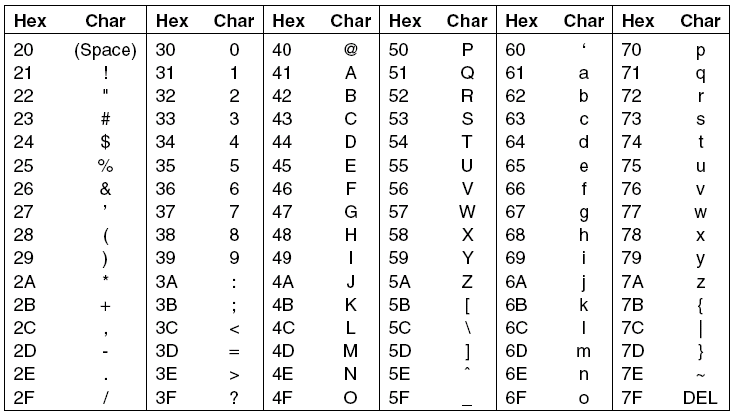 Hex Char Hex Char Hex Char Hex Char Hex Char Hex Char
20 (Space) 30 0 40 @ 50 P 60 ‘ 70 p
21 ! 31 1 41 A 51 Q 61 a 71 q
22 " 32 2 42 B 52 R 62 b 72 r
23 # 33 3 43 C 53 S 63 c 73 s
24 $ 34 4 44 D 54 T 64 d 74 t
25 % 35 5 45 E 55 U 65 e 75 u
26 & 36 6 46 F 56 V 66 f 76 v
27 ’ 37 7 47 G 57 W 67 g 77 w
28 ( 38 8 48 H 58 X 68 h 78 x
29 ) 39 9 49 I 59 Y 69 i 79 y
2A * 3A : 4A J 5A Z 6A j 7A z
2B + 3B ; 4B K 5B [ 6B k 7B {
2C , 3C < 4C L 5C \ 6C l 7C |
2D - 3D = 4D M 5D ] 6D m 7D }
2E . 3E > 4E N 5E ˆ 6E n 7E ~
2F / 3F ? 4F O 5F _ 6F o 7F DEL